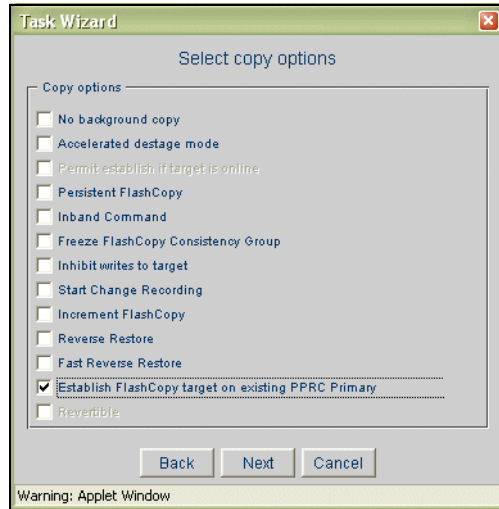 Task Wizard
Select copy options
Copy options
No background copy
Accelerated destage mode
Permit establish if target is online
Persistent FlashCopy
Inband Command
Freeze FlashCopy Consistency Group
Inhibit writes to target
Start Change Recording
Increment FlashCopy
Reverse Restore
Fast Reverse Restore
Establish FlashCopy target on existing PPRC Primary
Revertible
Back Next Cancel
Warning: Applet Window